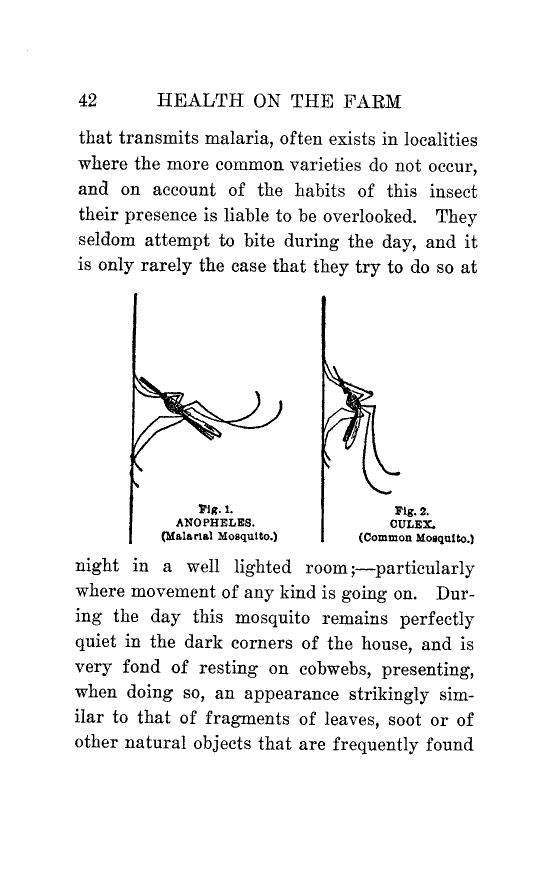 42 HEALTH ON THE FARM
that transmits malaria, often exists in localities
where the more common varieties do not occur,
and on account of the habits of this insect
their presence is liable to be overlooked. They
seldom attempt to bite during the day, and it
is only rarely the case that they try to do so at
Fig. 1.
ANOPHELES.
(Malarial Mosquito.)
Fig. 2.
CULEX.
(Common Mosquito.)
night in a well lighted room;—particularly
where movement of any kind is going on. Dur-
ing the day this mosquito remains perfectly
quiet in the dark corners of the house, and is
very fond of resting on cobwebs, presenting,
when doing so, an appearance strikingly sim-
ilar to that of fragments of leaves, soot or of
other natural objects that are frequently found